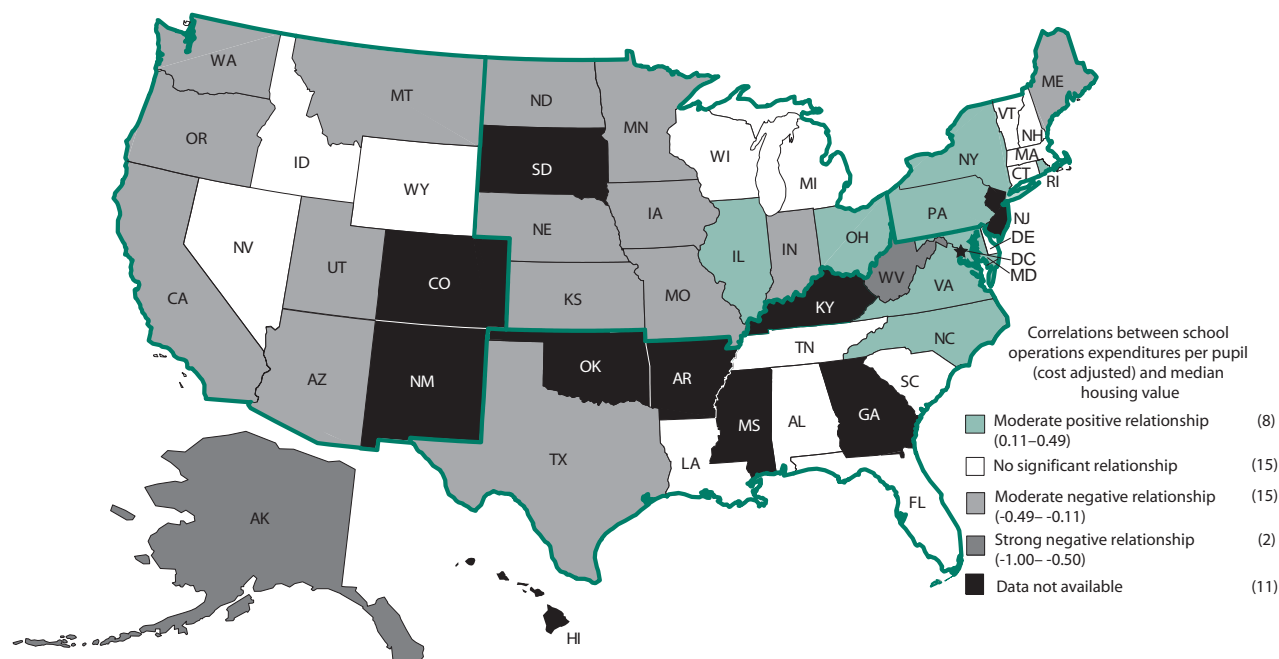 WA
MT
ND
MN
ME
VT
NH
OR
ID
SD
WI
NY
MA
WY
MI
CT
RI
IA
PA
NE
NJ
NV
IL
IN
OH
DE
UT
CO
WV
DC
MD
CA
KS
MO
VA
KY
NC
TN
AZ
NM
OK
AR
SC
MS
AL
GA
TX
LA
FL
AK
HI
Correlations between school
operations expenditures per pupil
(cost adjusted) and median
housing value
Moderate positive relationship (8)
(0.11–0.49)
No significant relationship (15)
Moderate negative relationship (15)
(-0.49– -0.11)
Strong negative relationship (2)
(-1.00– -0.50)
Data not available (11)